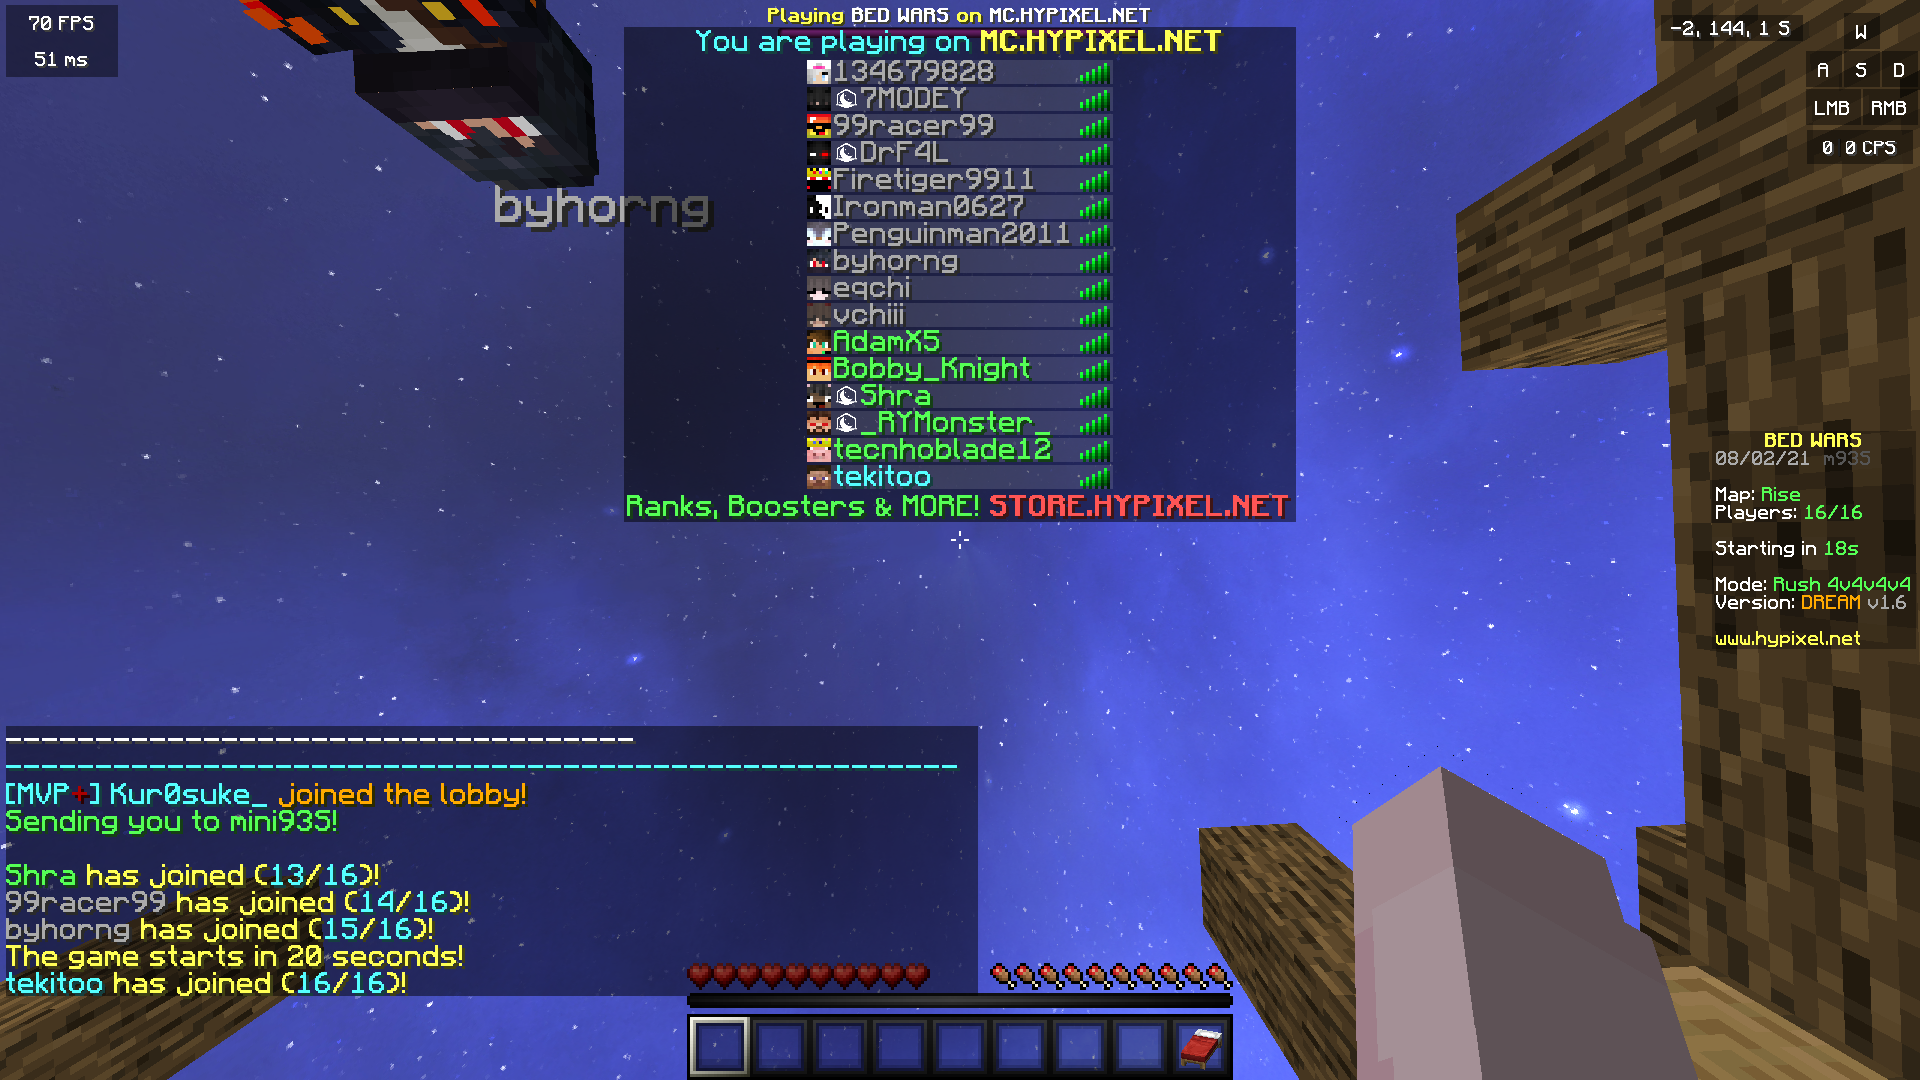 70 FPS
51 ms
Playing BED WARS on MC.HYPIXEL.NET
You are playing on MC.HYPIXEL.NET
134679828
7MODEY
99racer99
DrF4L
Firetiger9911
Ironman0627
Penguinman2011
byhorng
eqchi
vchiii
AdamX5
Bobby_Knight
Shra
_RYMonster_
tecnhoblade12
tekitoo
Ranks, Boosters & MORE! STORE.HYPIXEL.NET
byhorng
-2, 144, 1 S
W
A S D
LMB RMB
0 0 CPS
BED WARS
08/02/21 m935
Map: Rise
Players: 16/16
Starting in 18s
Mode: Rush 4v4v4v4
Version: DREAM v1.6
www.hypixel.net
-----------------------------------
-----------------------------------------------------
[MVP+] Kur0suke_ joined the lobby!
Sending you to mini935!
Shra has joined (13/16)!
99racer99 has joined (14/16)!
byhorng has joined (15/16)!
The game starts in 20 seconds!
tekitoo has joined (16/16)!